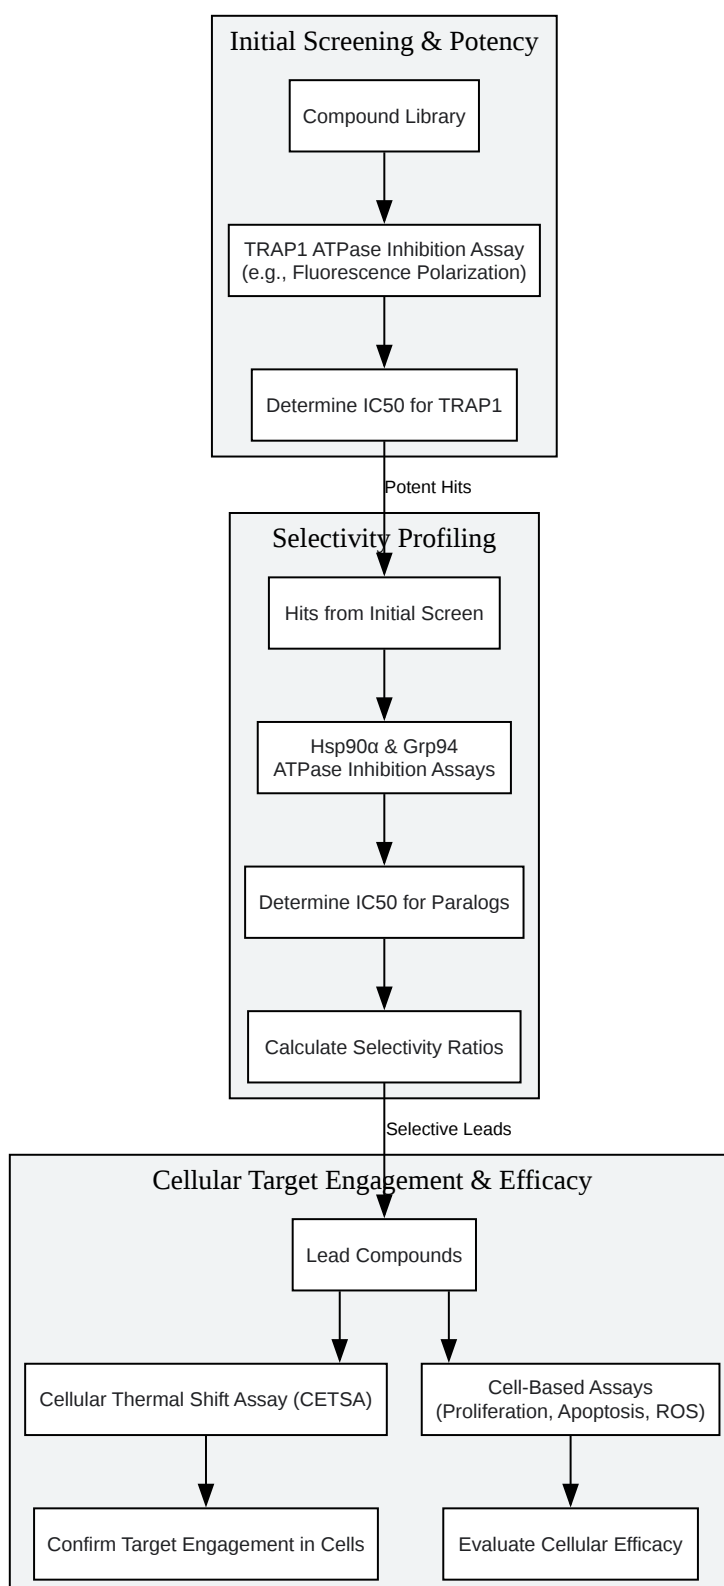 Initial Screening & Potency
Compound Library
TRAP1 ATPase Inhibition Assay
(e.g., Fluorescence Polarization)
Determine IC50 for TRAP1
Potent Hits
Selectivity Profiling
Hits from Initial Screen
Hsp90α & Grp94
ATPase Inhibition Assays
Determine IC50 for Paralogs
Calculate Selectivity Ratios
Selective Leads
Cellular Target Engagement & Efficacy
Lead Compounds
Cellular Thermal Shift Assay (CETSA)
Cell-Based Assays
(Proliferation, Apoptosis, ROS)
Confirm Target Engagement in Cells
Evaluate Cellular Efficacy